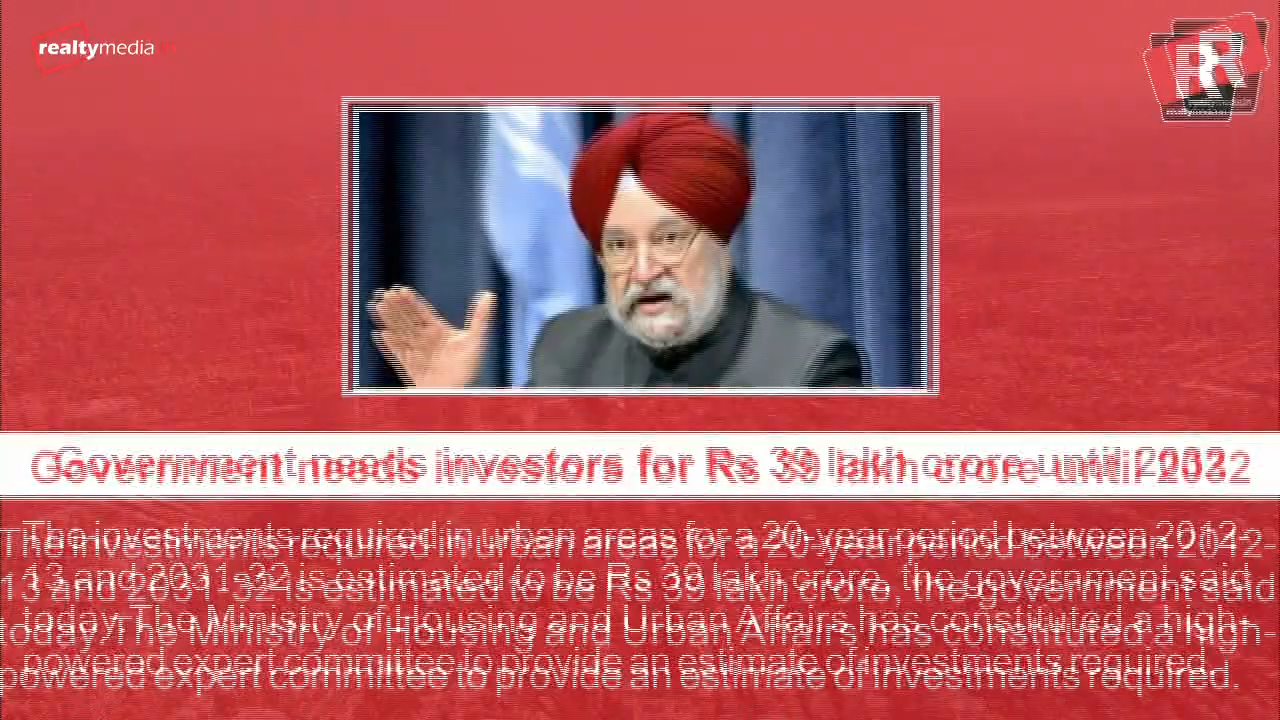 realtymedia
Government needs investors for Rs 39 lakh crore until 2032
The investments required in urban areas for a 20-year period between 2012-
13 and 2031-32 is estimated to be Rs 39 lakh crore, the government said
today. The Ministry of Housing and Urban Affairs has constituted a high-
powered expert committee to provide an estimate of investments required.